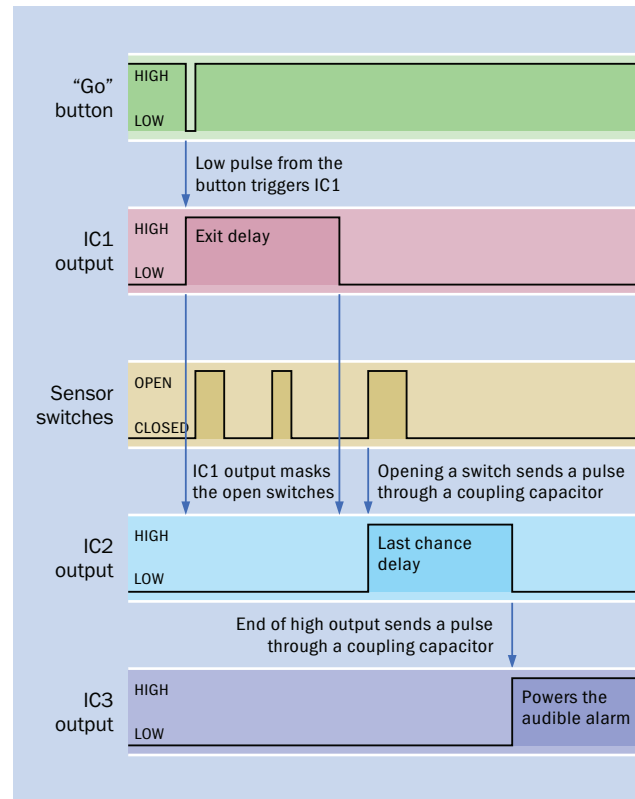 “Go”
button
HIGH
LOW
Low pulse from the
button triggers IC1
IC1
output
HIGH
LOW
Exit delay
Sensor
switches
OPEN
CLOSED
IC1 output masks
the open switches
Opening a switch sends a pulse
through a coupling capacitor
IC2
output
HIGH
LOW
Last chance
delay
End of high output sends a pulse
through a coupling capacitor
IC3
output
HIGH
LOW
Powers the
audible alarm